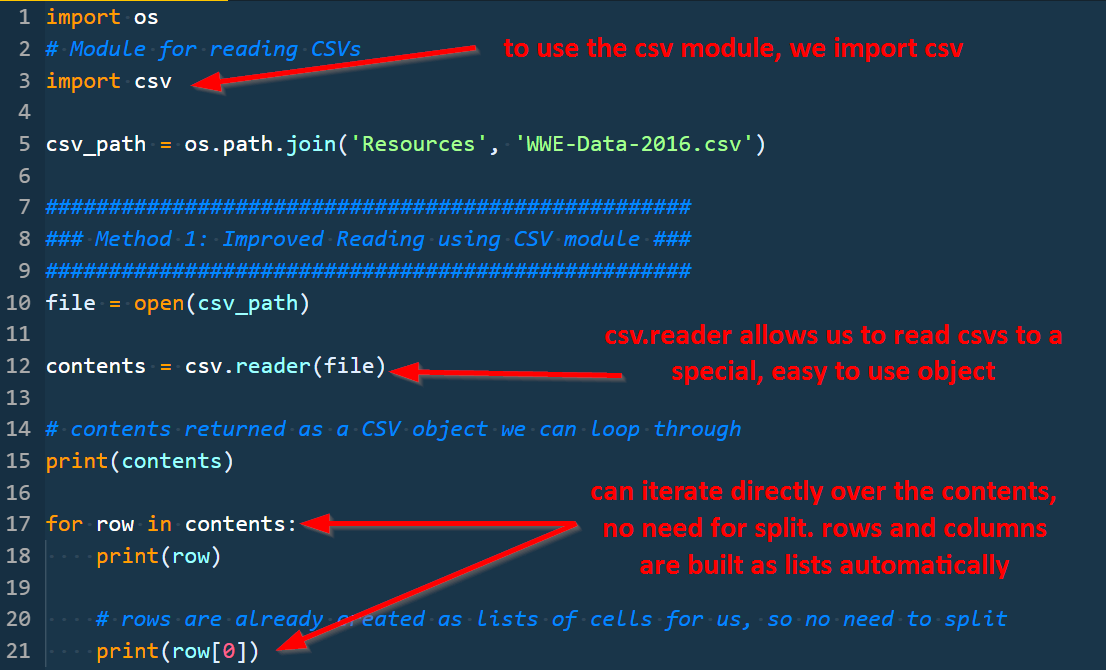 1 import os
2 # Module for reading CSVs
to use the csv module, we import csv
3 import csv
4
5 csv_path = os.path.join('Resources', 'WWE-Data-2016.csv')
6
7 ###################################################
8 ### Method 1: Improved Reading using CSV module ###
9 ###################################################
10 file = open(csv_path)
11
csv.reader allows us to read csvs to a
special, easy to use object
12 contents = csv.reader(file)
13
14 # contents returned as a CSV object we can loop through
15 print(contents)
16
can iterate directly over the contents,
no need for split. rows and columns
are built as lists automatically
17 for row in contents:
18     print(row)
19
20     # rows are already created as lists of cells for us, so no need to split
21     print(row[0])